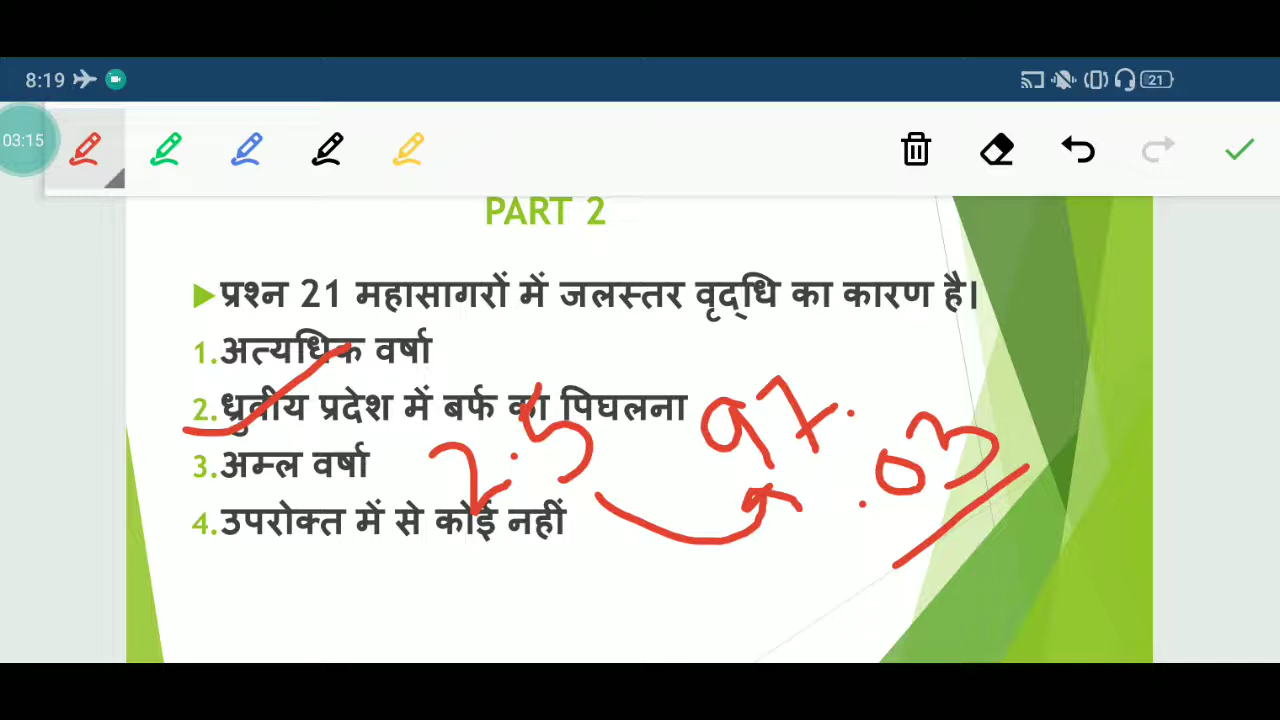 8:19
21
03:15
PART 2
प्रश्न 21 महासागरों में जलस्तर वृद्धि का कारण है।
1.अत्यधिक वर्षा
2.ध्रुवीय प्रदेश में बर्फ का पिघलना
97.
3.अम्ल वर्षा
2.5
.03
4.उपरोक्त में से कोई नहीं